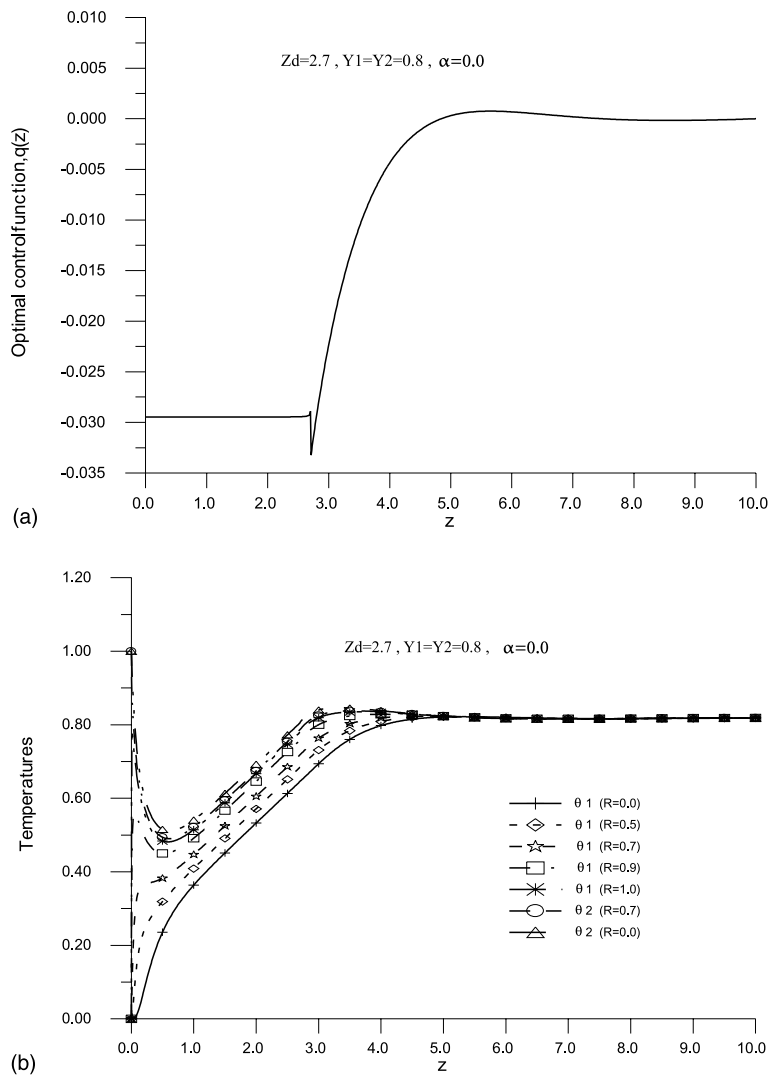 0.010
0.005
0.000
-0.005
-0.010
-0.015
-0.020
-0.025
-0.030
-0.035
Optimal controlfunction,q(z)
Zd=2.7 , Y1=Y2=0.8 , α=0.0
0.0 1.0 2.0 3.0 4.0 5.0 6.0 7.0 8.0 9.0 10.0
z
(a)
1.20
1.00
0.80
0.60
0.40
0.20
0.00
Temperatures
Zd=2.7 , Y1=Y2=0.8 , α=0.0
θ 1 (R=0.0)
θ 1 (R=0.5)
θ 1 (R=0.7)
θ 1 (R=0.9)
θ 1 (R=1.0)
θ 2 (R=0.7)
θ 2 (R=0.0)
0.0 1.0 2.0 3.0 4.0 5.0 6.0 7.0 8.0 9.0 10.0
z
(b)